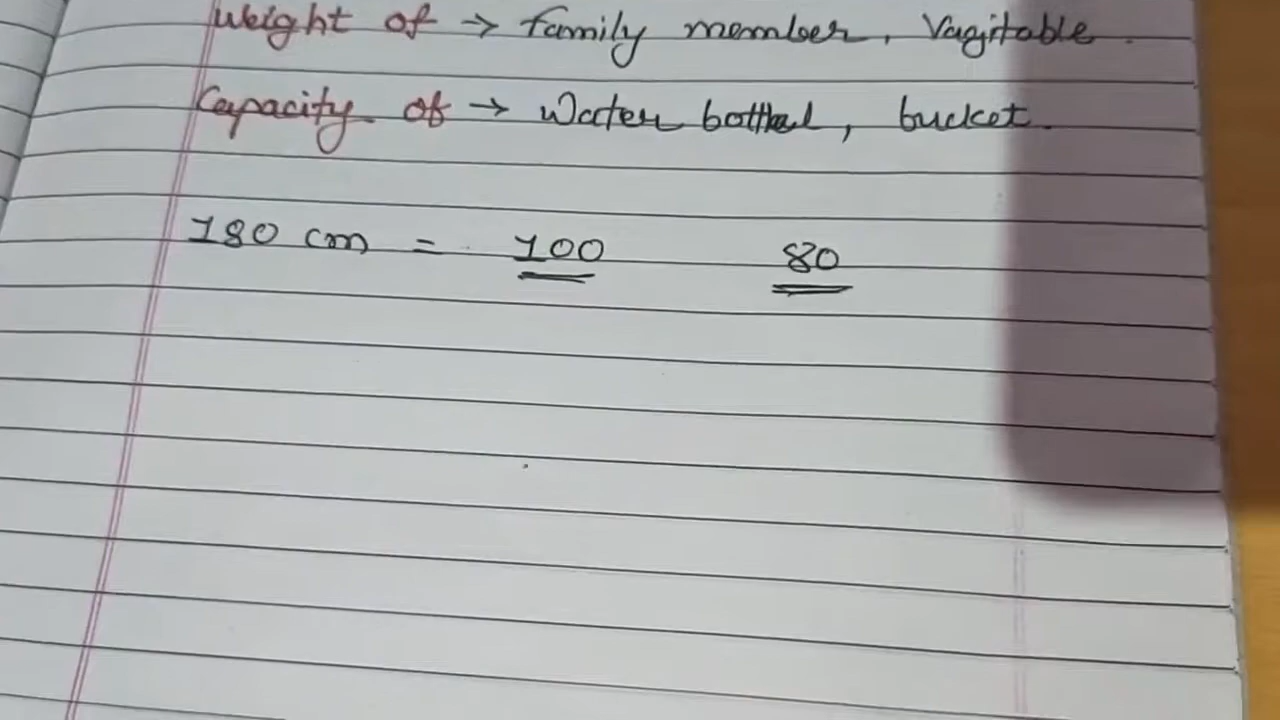 Weight of → family member, Vagitable.
Capacity of → Water bottel, bucket.
180 cm = 100 80